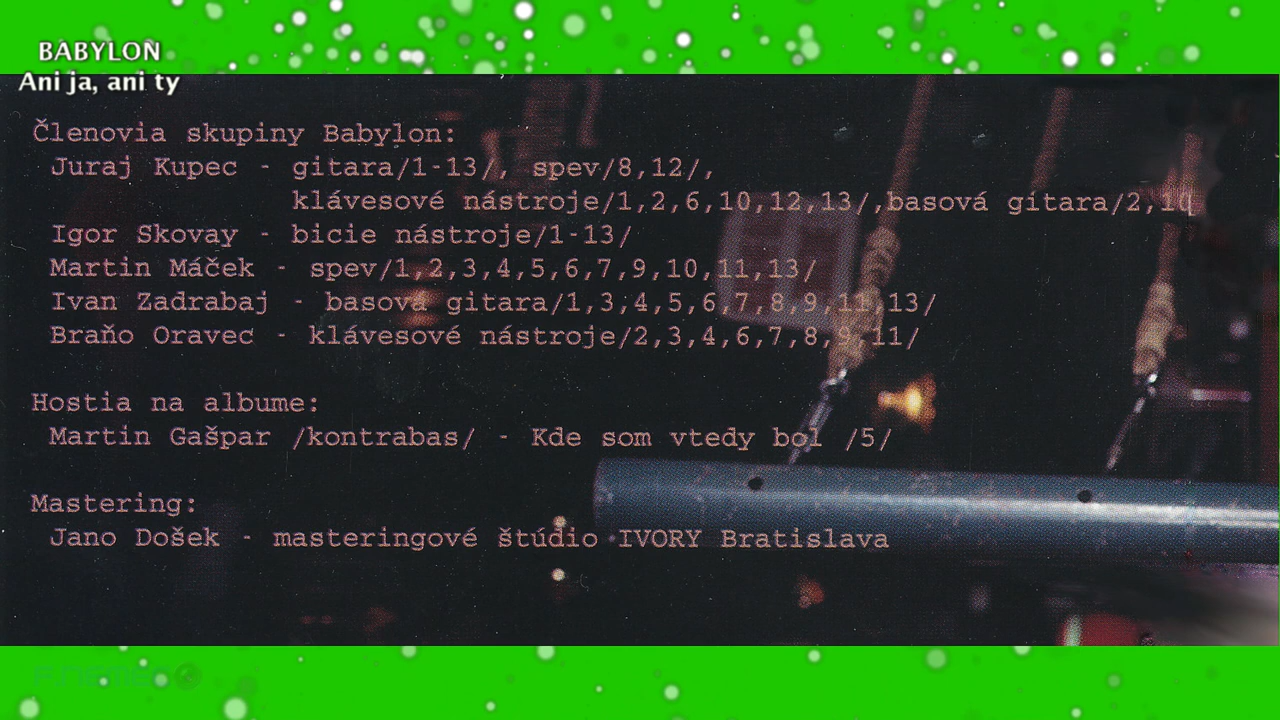 BABYLON
Ani ja, ani ty
Členovia skupiny Babylon:
Juraj Kupec - gitara/1-13/, spev/8,12/,
klávesové nástroje/1,2,6,10,12,13/,basová gitara/2,10
Igor Skovay - bicie nástroje/1-13/
Martin Máček - spev/1,2,3,4,5,6,7,9,10,11,13/
Ivan Zadrabaj - basová gitara/1,3,4,5,6,7,8,9,11,13/
Braňo Oravec - klávesové nástroje/2,3,4,6,7,8,9,11/
Hostia na albume:
Martin Gašpar /kontrabas/ - Kde som vtedy bol /5/
Mastering:
Jano Došek - masteringové štúdio IVORY Bratislava